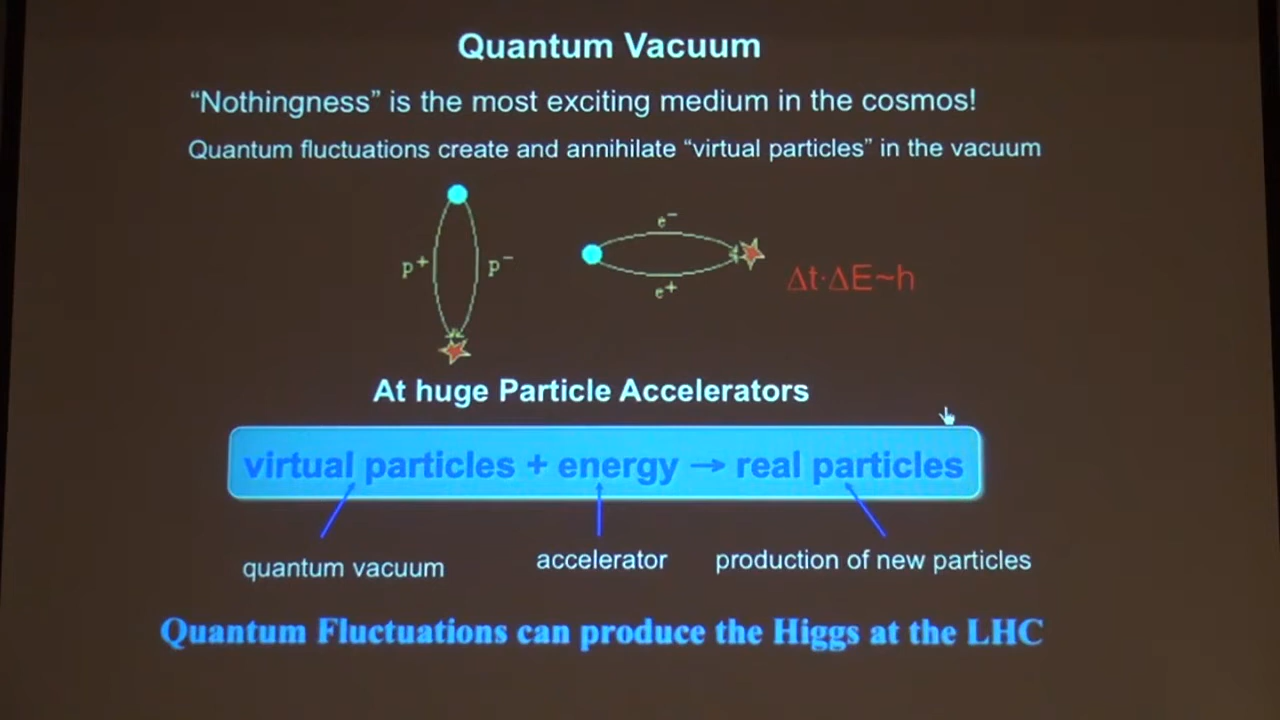 Quantum Vacuum
“Nothingness” is the most exciting medium in the cosmos!
Quantum fluctuations create and annihilate “virtual particles” in the vacuum
p⁺ p⁻
e⁻
e⁺
Δt·ΔE~h
At huge Particle Accelerators
virtual particles + energy → real particles
quantum vacuum accelerator production of new particles
Quantum Fluctuations can produce the Higgs at the LHC